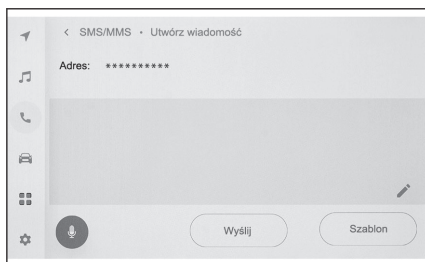 < SMS/MMS • Utwórz wiadomość
Adres: **********
Wyślij
Szablon